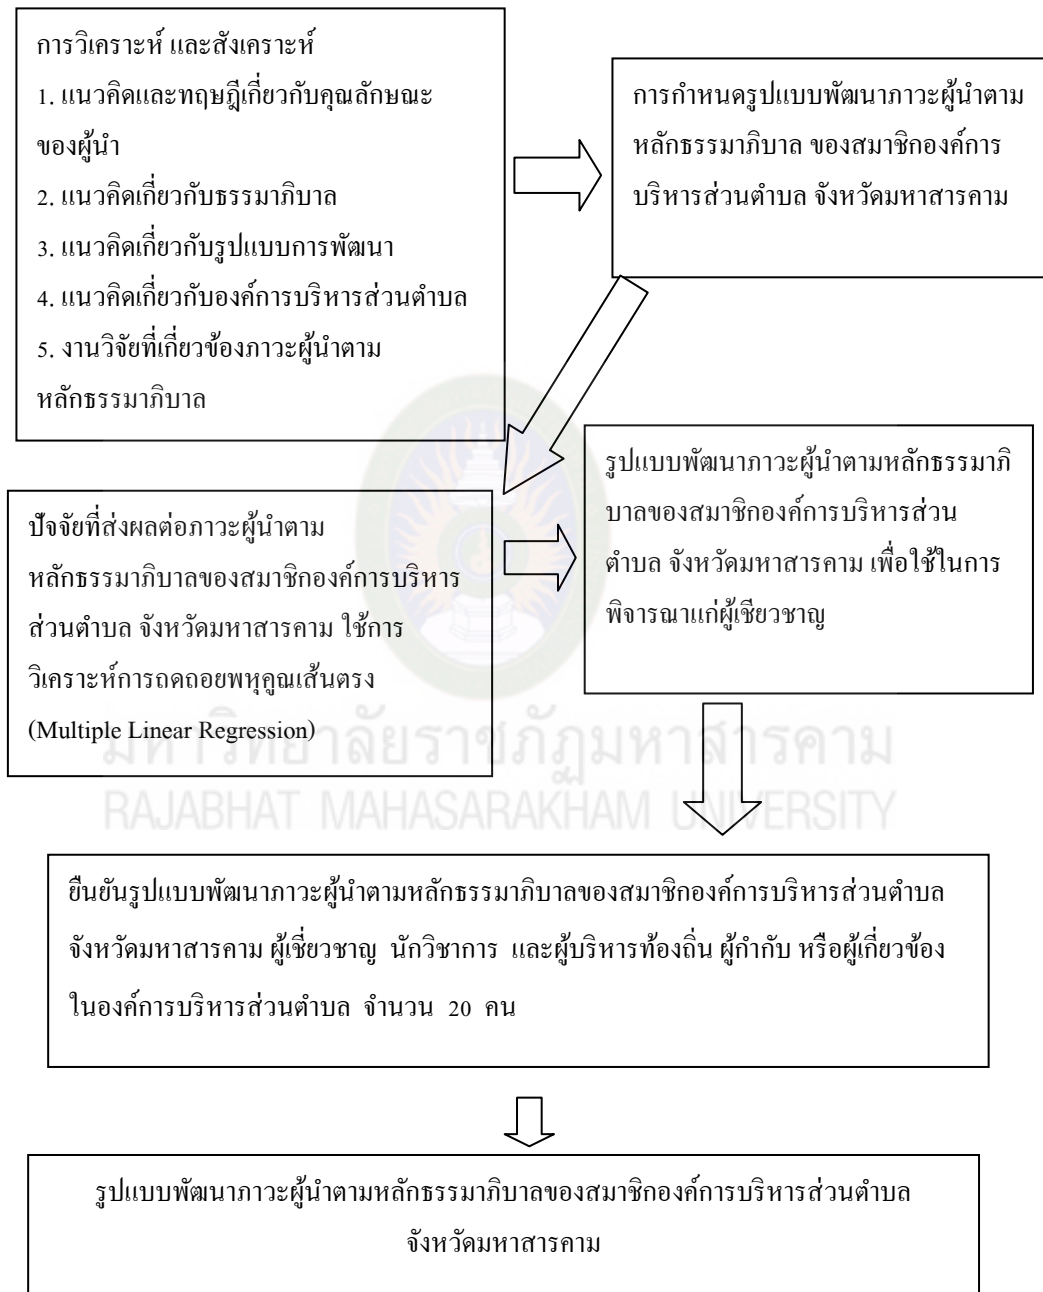 การวิเคราะห์ และสังเคราะห์
1. แนวคิดและทฤษฎีเกี่ยวกับคุณลักษณะ
ของผู้นำ
2. แนวคิดเกี่ยวกับธรรมาภิบาล
3. แนวคิดเกี่ยวกับรูปแบบการพัฒนา
4. แนวคิดเกี่ยวกับองค์การบริหารส่วนตำบล
5. งานวิจัยที่เกี่ยวข้องภาวะผู้นำตาม
หลักธรรมาภิบาล
การกำหนดรูปแบบพัฒนาภาวะผู้นำตาม
หลักธรรมาภิบาล ของสมาชิกองค์การ
บริหารส่วนตำบล จังหวัดมหาสารคาม
ปัจจัยที่ส่งผลต่อภาวะผู้นำตาม
หลักธรรมาภิบาลของสมาชิกองค์การบริหาร
ส่วนตำบล จังหวัดมหาสารคาม ใช้การ
วิเคราะห์การถดถอยพหุคูณเส้นตรง
(Multiple Linear Regression)
รูปแบบพัฒนาภาวะผู้นำตามหลักธรรมาภิ
บาลของสมาชิกองค์การบริหารส่วน
ตำบล จังหวัดมหาสารคาม เพื่อใช้ในการ
พิจารณาแก่ผู้เชียวชาญ
มหาวิทยาลัยราชภัฏมหาสารคาม
RAJABHAT MAHASARAKHAM UNIVERSITY
ยืนยันรูปแบบพัฒนาภาวะผู้นำตามหลักธรรมาภิบาลของสมาชิกองค์การบริหารส่วนตำบล
จังหวัดมหาสารคาม ผู้เชี่ยวชาญ นักวิชาการ และผู้บริหารท้องถิ่น ผู้กำกับ หรือผู้เกี่ยวข้อง
ในองค์การบริหารส่วนตำบล จำนวน 20 คน
รูปแบบพัฒนาภาวะผู้นำตามหลักธรรมาภิบาลของสมาชิกองค์การบริหารส่วนตำบล
จังหวัดมหาสารคาม